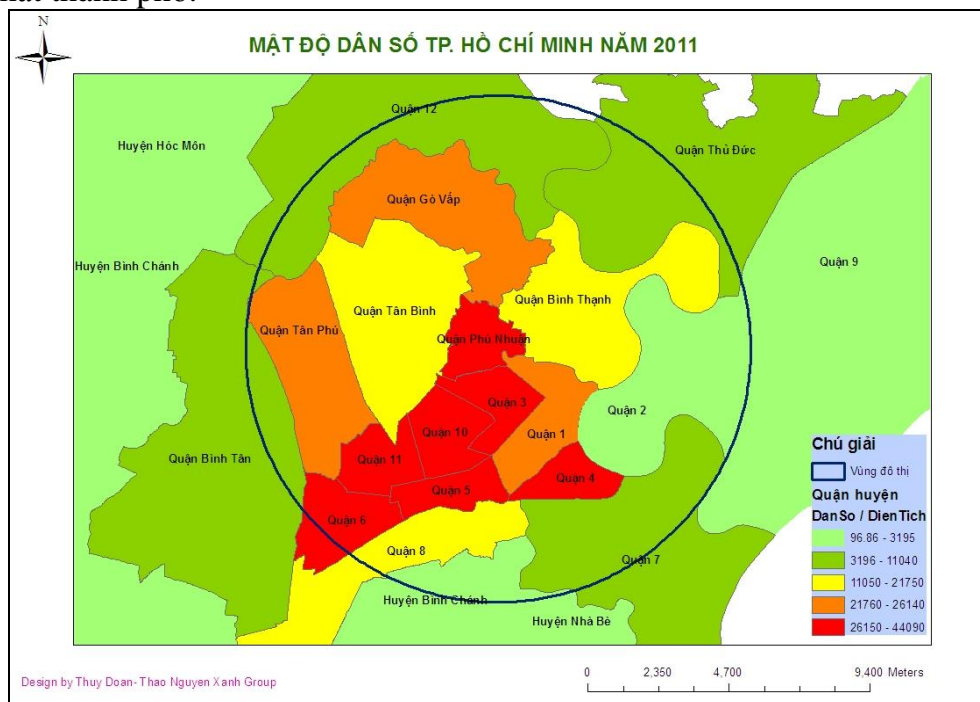 nất thành phố.
N
MẬT ĐỘ DÂN SỐ TP. HỒ CHÍ MINH NĂM 2011
Quận 12
Huyện Hóc Môn
Quận Thủ Đức
Quận Gò Vấp
Huyện Bình Chánh
Quận 9
Quận Bình Thạnh
Quận Tân Bình
Quận Tân Phú
Quận Phú Nhuận
Quận 3
Quận 2
Quận 10
Quận 1
Quận 11
Quận Bình Tân
Quận 4
Quận 5
Quận 6
Quận 8
Quận 7
Huyện Bình Chánh
Huyện Nhà Bè
Chú giải
Vùng đô thị
Quận huyện
DanSo / DienTich
96.86 - 3195
3196 - 11040
11050 - 21750
21760 - 26140
26150 - 44090
0 2,350 4,700 9,400 Meters
Design by Thuy Doan- Thao Nguyen Xanh Group